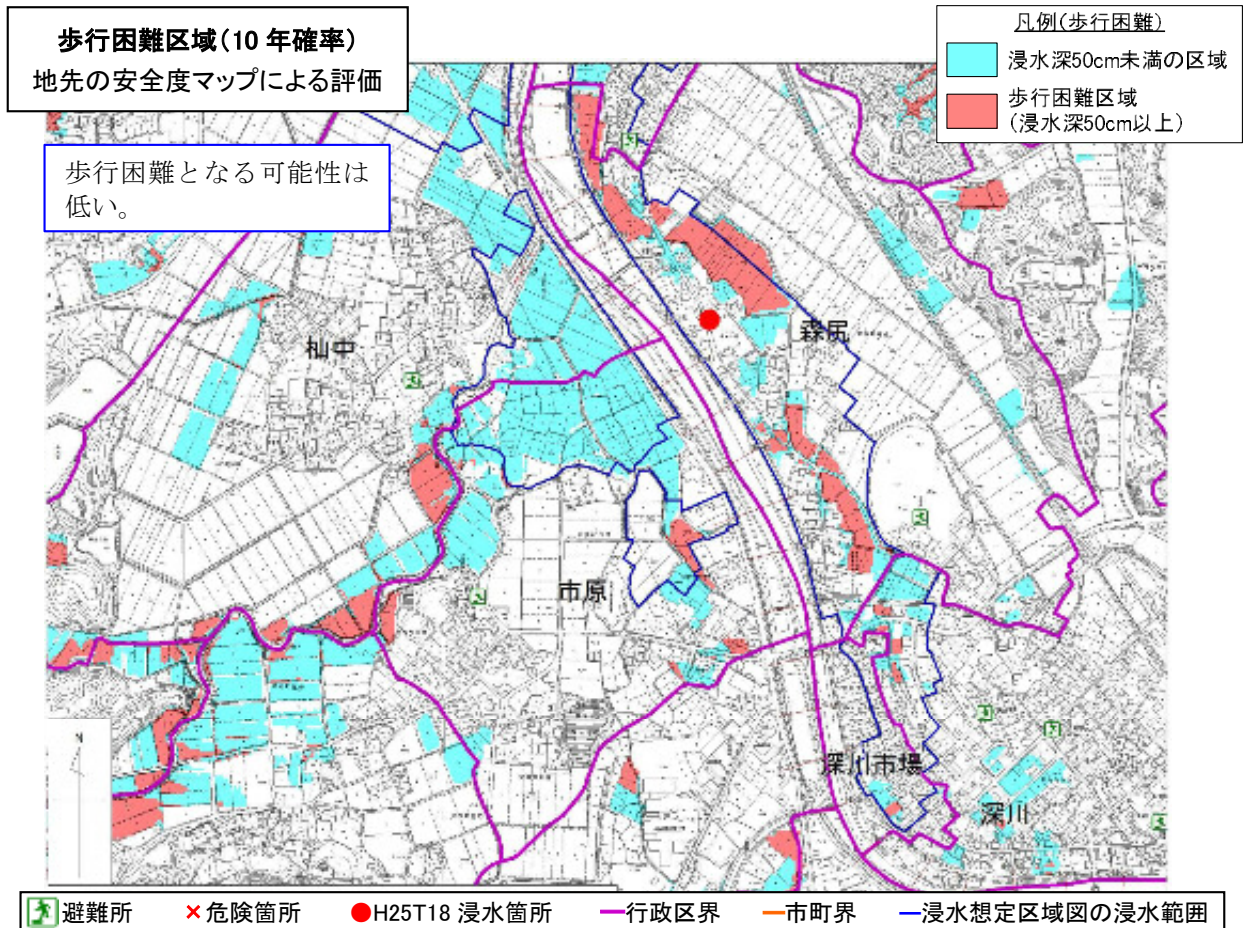 歩行困難区域(10年確率)
地先の安全度マップによる評価
凡例(歩行困難)
浸水深50cm未満の区域
歩行困難区域
(浸水深50cm以上)
歩行困難となる可能性は
低い。
杣中
森尻
市原
深川市場
深川
N
避難所
×危険箇所
●H25T18 浸水箇所
行政区界
市町界
浸水想定区域図の浸水範囲